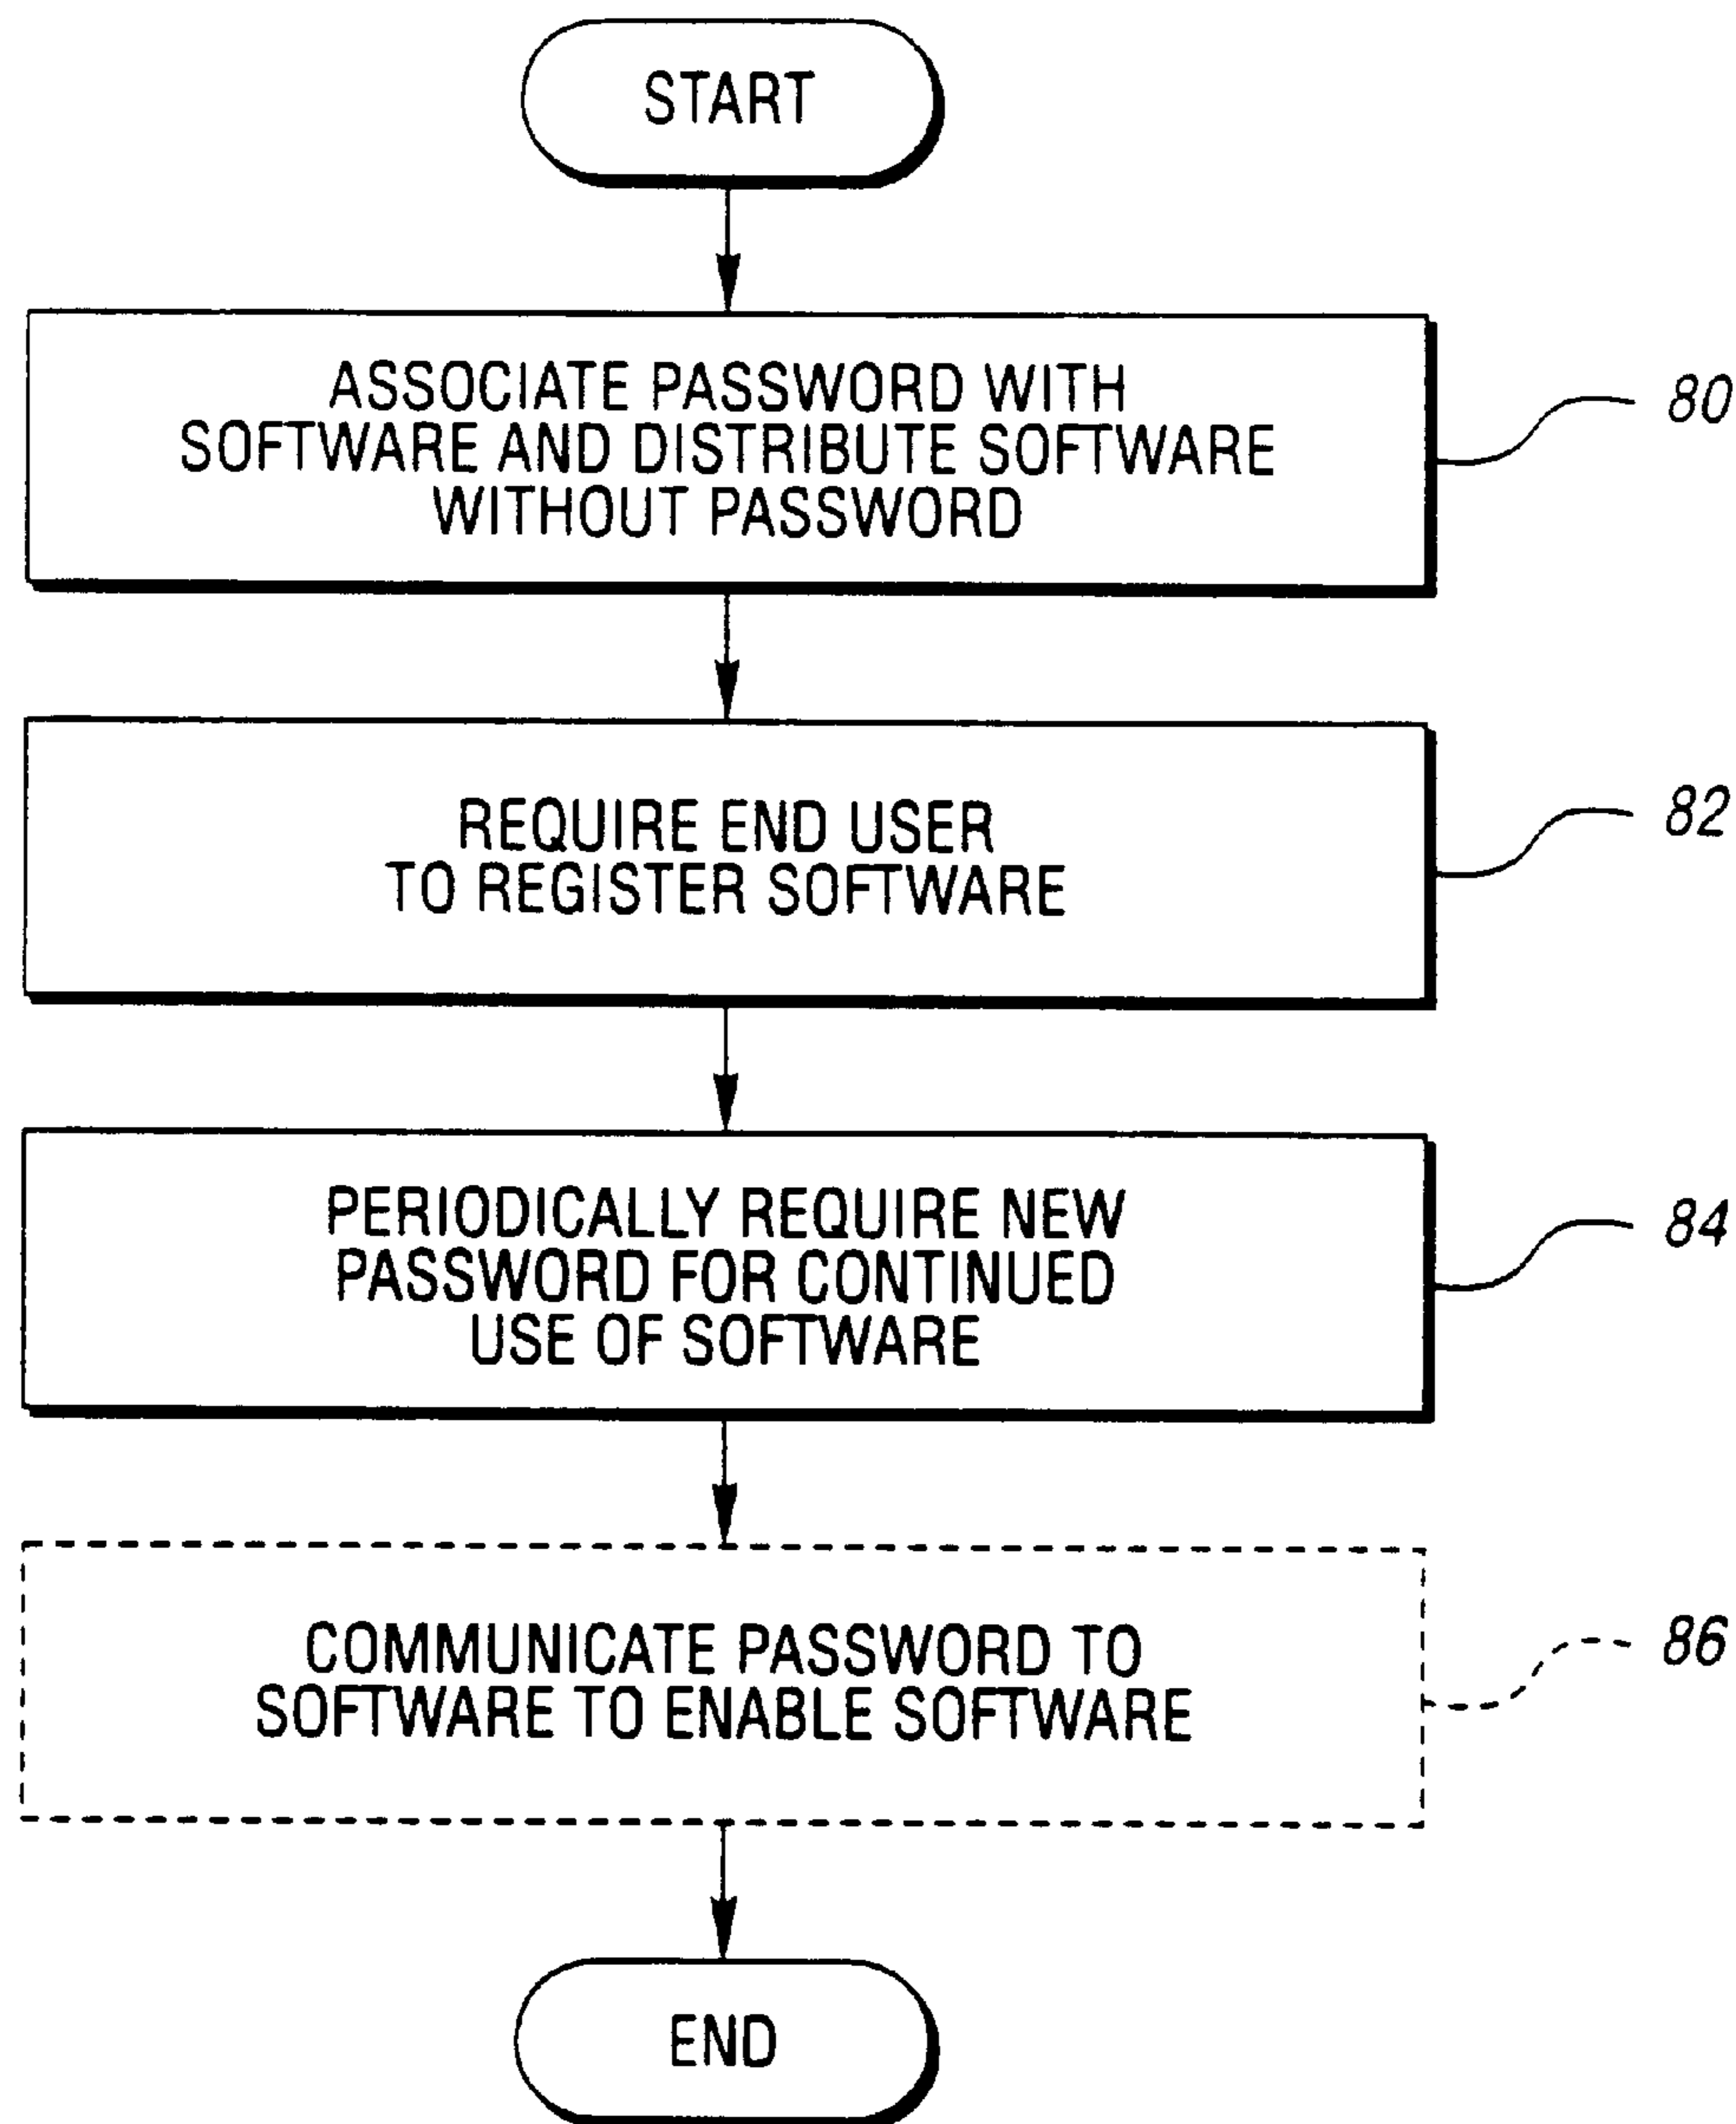 START
ASSOCIATE PASSWORD WITH
SOFTWARE AND DISTRIBUTE SOFTWARE
WITHOUT PASSWORD
80
REQUIRE END USER
TO REGISTER SOFTWARE
82
PERIODICALLY REQUIRE NEW
PASSWORD FOR CONTINUED
USE OF SOFTWARE
84
COMMUNICATE PASSWORD TO
SOFTWARE TO ENABLE SOFTWARE
86
END